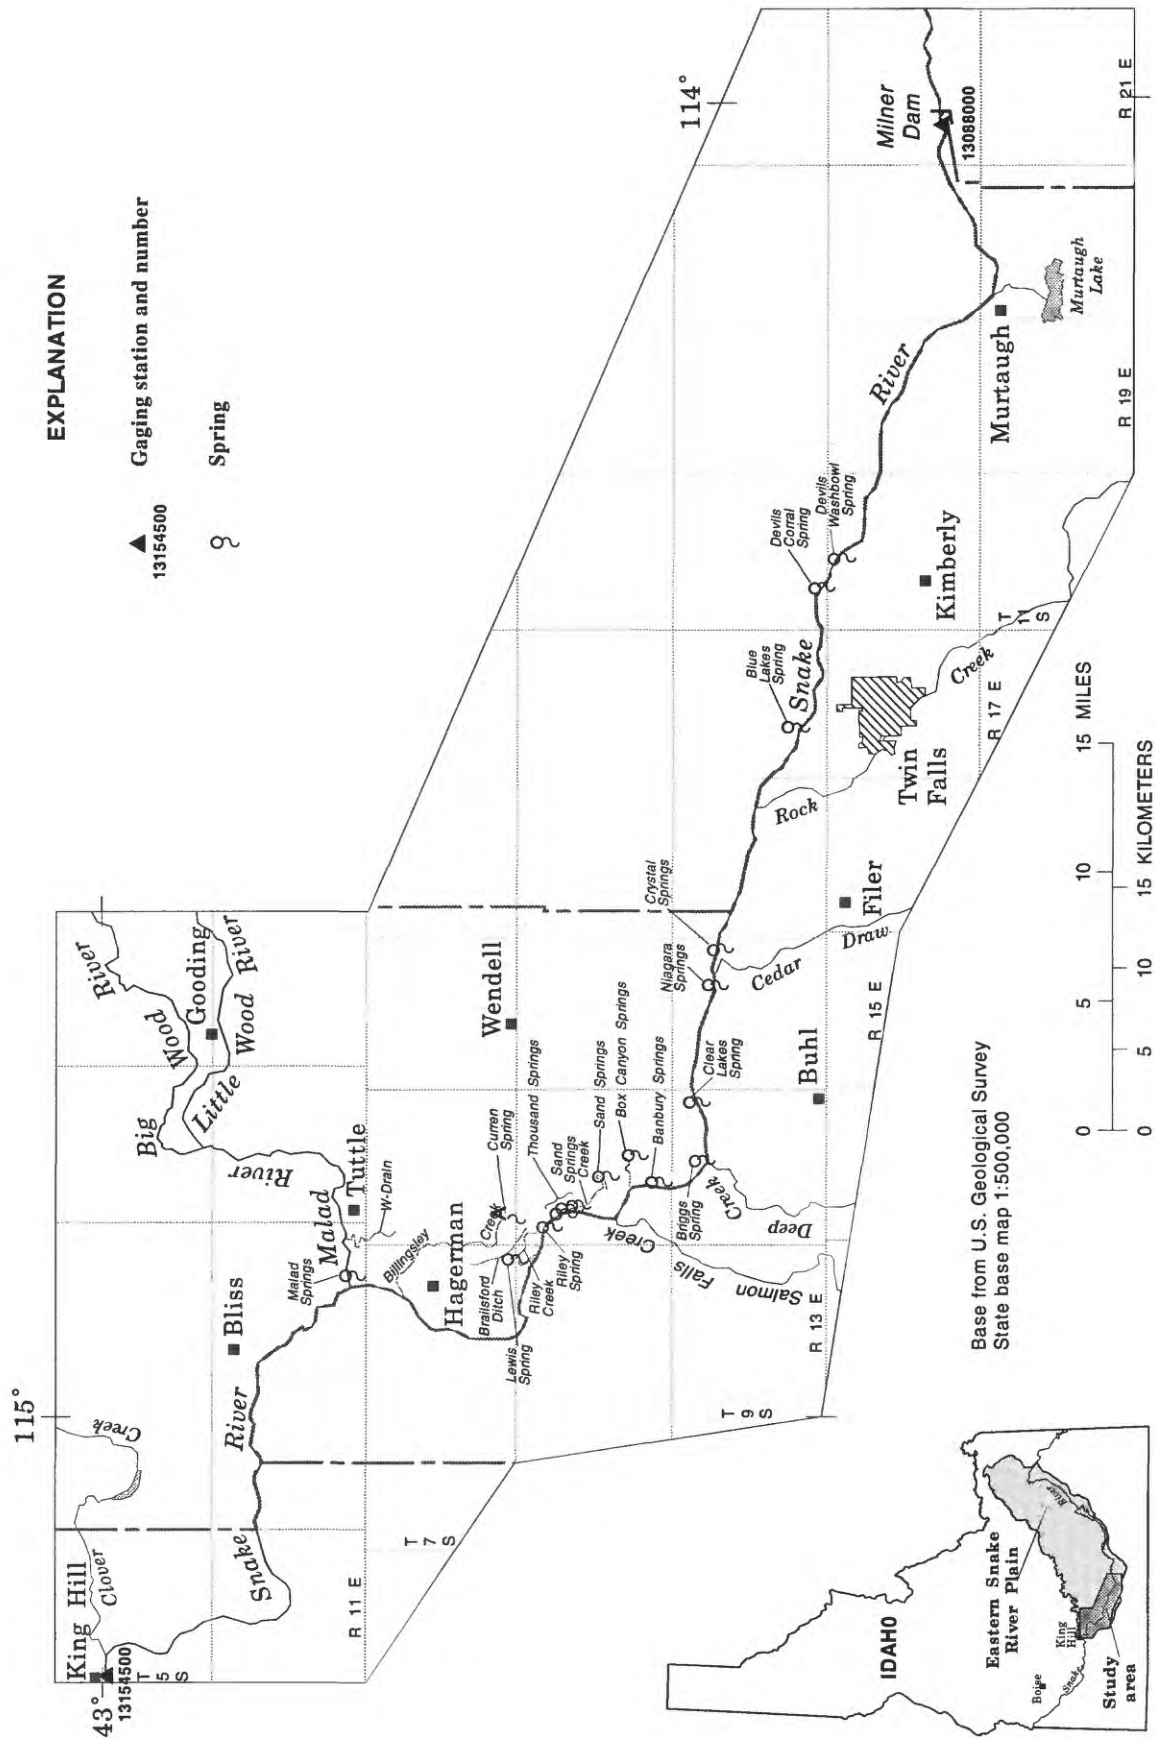 EXPLANATION
13154500
Gaging station and number
Spring
115°
114°
43°
King Hill
13154500
T
5
S
Clover
Creek
Snake
River
R 11 E
T
7
S
Bliss
Malad
Springs
Malad
River
Tuttle
W-Drain
Big
Wood
River
Little
Wood
River
Gooding
Billingsley
Creek
Hagerman
Curren
Spring
Brailsford
Ditch
Lewis
Spring
Riley
Creek
Riley
Spring
Thousand Springs
Sand
Springs
Creek
Sand Springs
Box Canyon Springs
Banbury Springs
Briggs
Spring
Clear
Lakes
Spring
Wendell
Niagara
Springs
Crystal
Springs
Salmon
Falls
Creek
Deep
Creek
T
9
S
R 13 E
Buhl
R 15 E
Cedar
Draw
Filer
Rock
Creek
Twin
Falls
R 17 E
Blue
Lakes
Spring
Snake
River
Devils
Corral
Spring
Devils
Washbowl
Spring
Kimberly
T
11
S
Murtaugh
Murtaugh
Lake
R 19 E
Milner
Dam
13088000
R 21 E
IDAHO
Eastern Snake
River Plain
King
Hill
Boise
Snake
River
Study
area
Base from U.S. Geological Survey
State base map 1:500,000
0 5 10 15 MILES
0 5 10 15 KILOMETERS